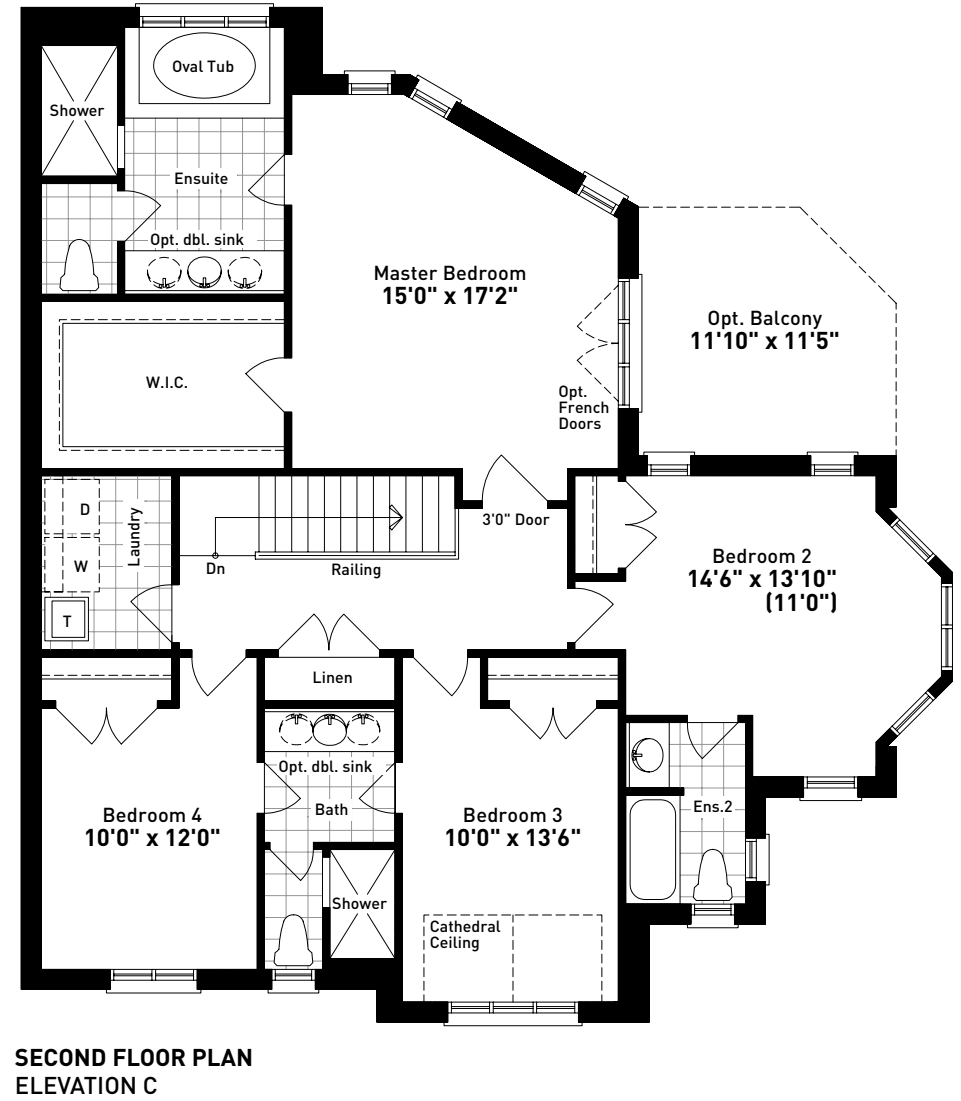 Oval Tub
Shower
Ensuite
Opt. dbl. sink
Master Bedroom
15'0" x 17'2"
Opt. Balcony
11'10" x 11'5"
W.I.C.
Opt.
French
Doors
D
W
T
Laundry
Dn
Railing
3'0" Door
Bedroom 2
14'6" x 13'10"
(11'0")
Linen
Opt. dbl. sink
Bath
Bedroom 4
10'0" x 12'0"
Bedroom 3
10'0" x 13'6"
Ens.2
Shower
Cathedral
Ceiling
SECOND FLOOR PLAN
ELEVATION C